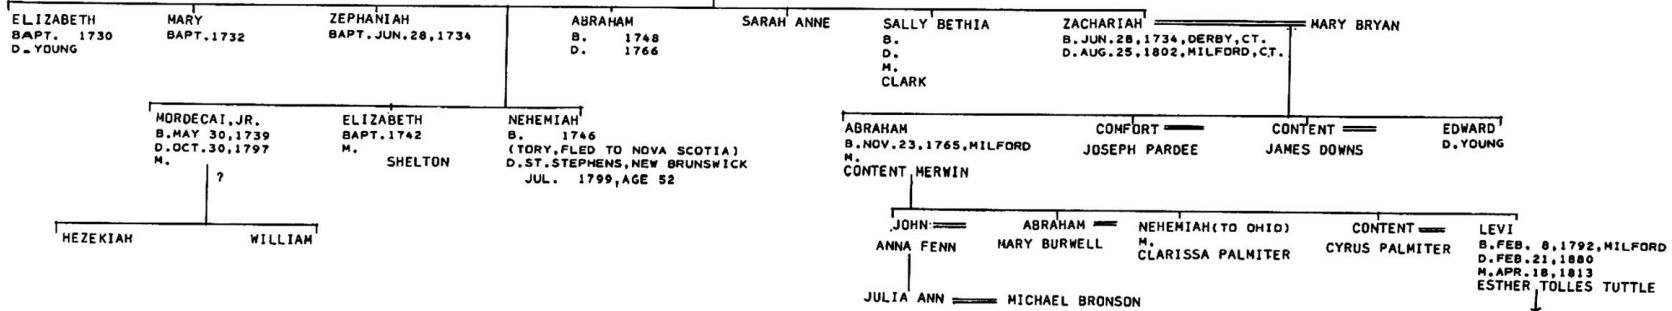 ELIZABETH
BAPT. 1730
D. YOUNG
MARY
BAPT.1732
ZEPHANIAH
BAPT.JUN.28,1734
ABRAHAM
B. 1748
D. 1766
SARAH ANNE
SALLY BETHIA
B.
D.
M.
CLARK
ZACHARIAH
B.JUN.28,1734,DERBY,CT.
D.AUG.25,1802,MILFORD,CT.
MARY BRYAN
MORDECAI,JR.
B.MAY 30,1739
D.OCT.30,1797
M.
?
ELIZABETH
BAPT.1742
M.
SHELTON
NEHEMIAH
B. 1746
(TORY,FLED TO NOVA SCOTIA)
D.ST.STEPHENS,NEW BRUNSWICK
JUL. 1799,AGE 52
ABRAHAM
B.NOV.23,1765,MILFORD
M.
CONTENT MERWIN
COMFORT
JOSEPH PARDEE
CONTENT
JAMES DOWNS
EDWARD
D.YOUNG
HEZEKIAH
WILLIAM
JOHN
ANNA FENN
ABRAHAM
MARY BURWELL
NEHEMIAH(TO OHIO)
M.
CLARISSA PALMITER
CONTENT
CYRUS PALMITER
LEVI
B.FEB. 8,1792,MILFORD
D.FEB.21,1880
M.APR.18,1813
ESTHER TOLLES TUTTLE
JULIA ANN
MICHAEL BRONSON